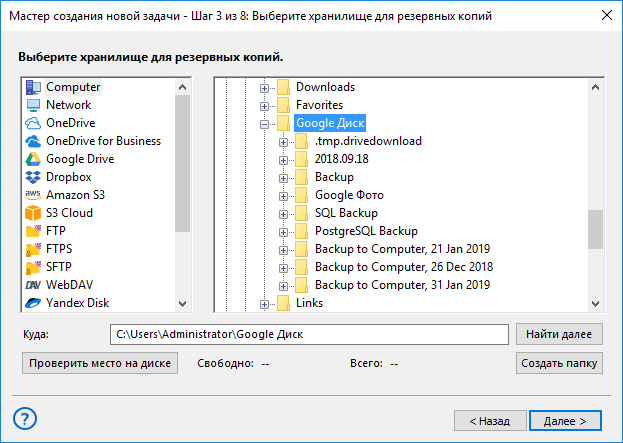 Мастер создания новой задачи - Шаг 3 из 8: Выберите хранилище для резервных копий
Выберите хранилище для резервных копий.
Computer
Network
OneDrive
OneDrive for Business
Google Drive
Dropbox
aws Amazon S3
S3 Cloud
FTP
FTPS
SFTP
DAV WebDAV
Yandex Disk
Downloads
Favorites
Google Диск
.tmp.drivedownload
2018.09.18
Backup
Google Фото
SQL Backup
PostgreSQL Backup
Backup to Computer, 21 Jan 2019
Backup to Computer, 26 Dec 2018
Backup to Computer, 31 Jan 2019
Links
Куда: C:\Users\Administrator\Google Диск Найти далее
Проверить место на диске Свободно: -- Всего: -- Создать папку
? < Назад Далее >